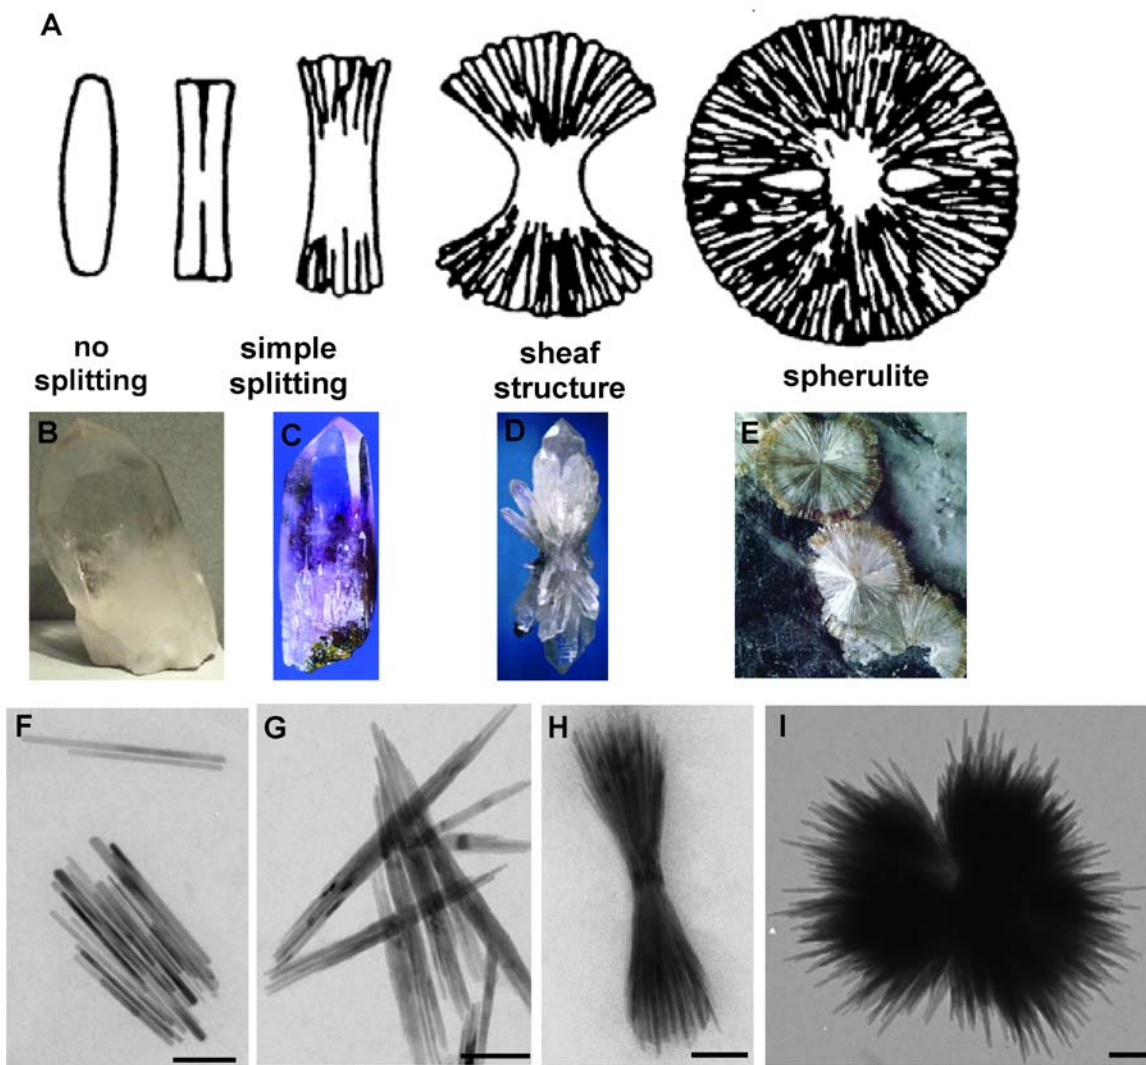 A
no
splitting
simple
splitting
sheaf
structure
spherulite
B
C
D
E
F
G
H
I